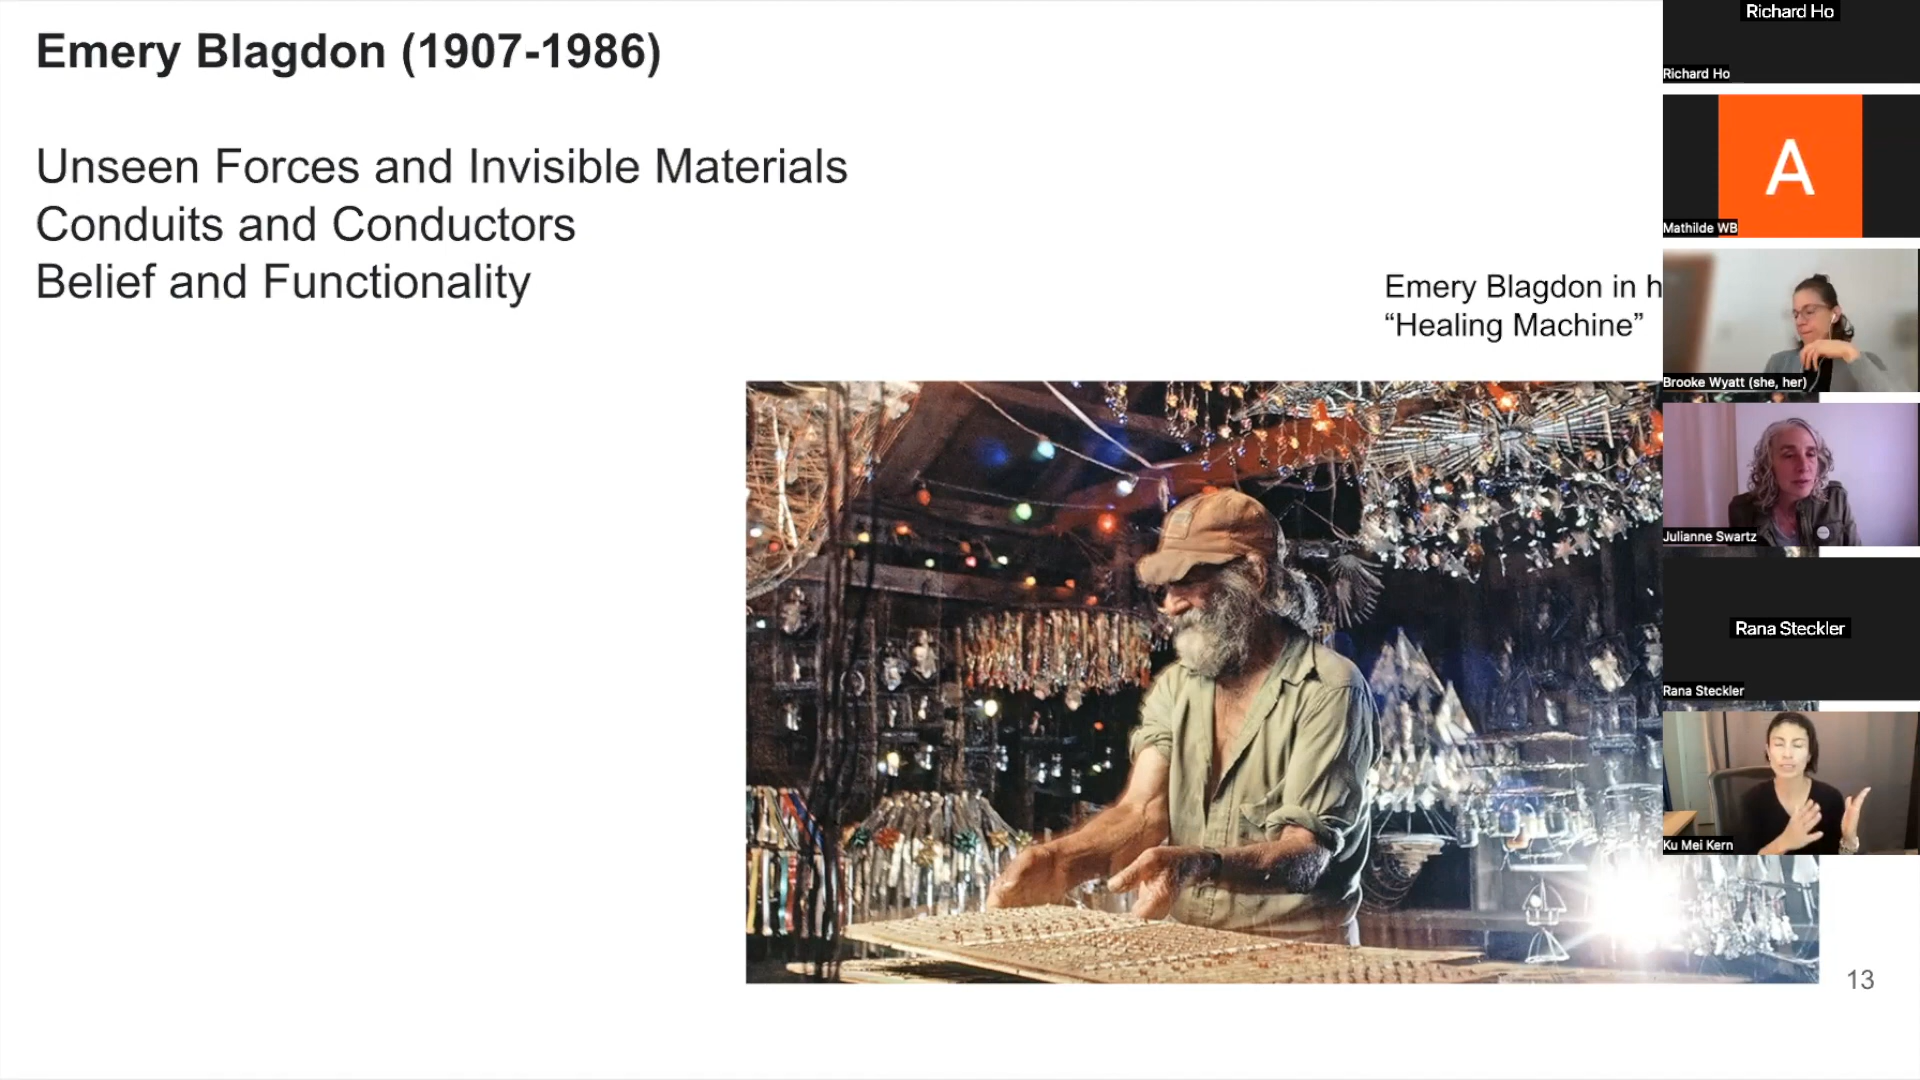 Emery Blagdon (1907-1986)
Unseen Forces and Invisible Materials
Conduits and Conductors
Belief and Functionality
Emery Blagdon in h
“Healing Machine”
13
Richard Ho
Richard Ho
A
Mathilde WB
Brooke Wyatt (she, her)
Julianne Swartz
Rana Steckler
Rana Steckler
Ku Mei Kern